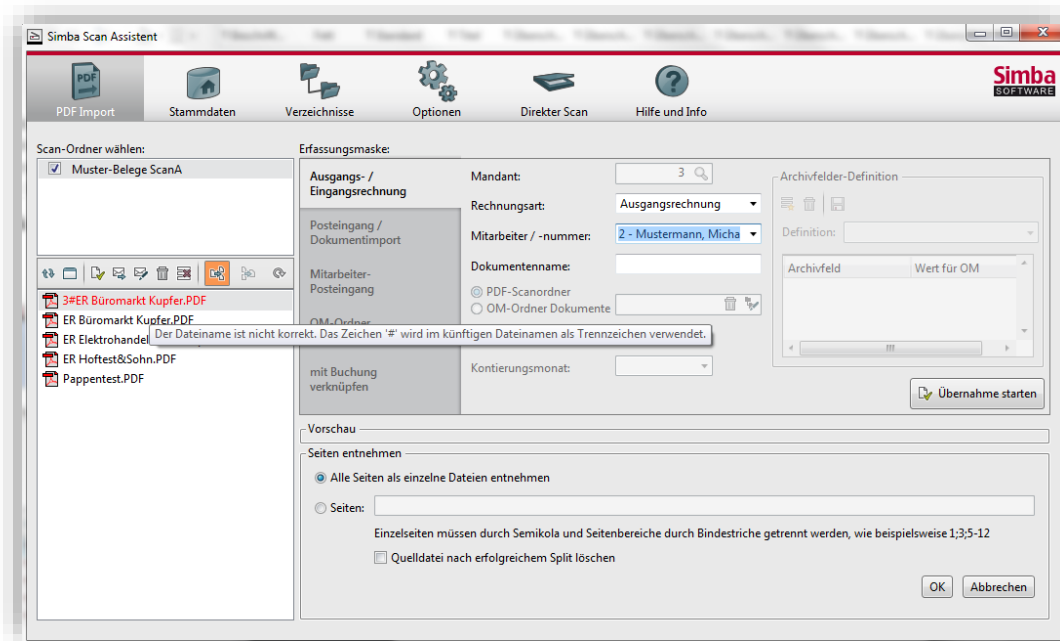 Simba Scan Assistent
PDF Import
Stammdaten
Verzeichnisse
Optionen
Direkter Scan
Hilfe und Info
Simba
SOFTWARE
Scan-Ordner wählen:
Muster-Belege ScanA
3#ER Büromarkt Kupfer.PDF
ER Büromarkt Kupfer.PDF
Der Dateiname ist nicht korrekt. Das Zeichen '#' wird im künftigen Dateinamen als Trennzeichen verwendet.
ER Elektrohandel
ER Hoftest&Sohn.PDF
Pappentest.PDF
Erfassungsmaske:
Ausgangs- /
Eingangsrechnung
Posteingang /
Dokumentimport
Mitarbeiter-
Posteingang
OM-Ordner
mit Buchung
verknüpfen
Mandant:
3
Rechnungsart:
Ausgangsrechnung
Mitarbeiter / -nummer:
2 - Mustermann, Micha
Dokumentenname:
PDF-Scanordner
OM-Ordner Dokumente
Kontierungsmonat:
Archivfelder-Definition
Definition:
Archivfeld
Wert für OM
Übernahme starten
Vorschau
Seiten entnehmen
Alle Seiten als einzelne Dateien entnehmen
Seiten:
Einzelseiten müssen durch Semikola und Seitenbereiche durch Bindestriche getrennt werden, wie beispielsweise 1;3;5-12
Quelldatei nach erfolgreichem Split löschen
OK
Abbrechen